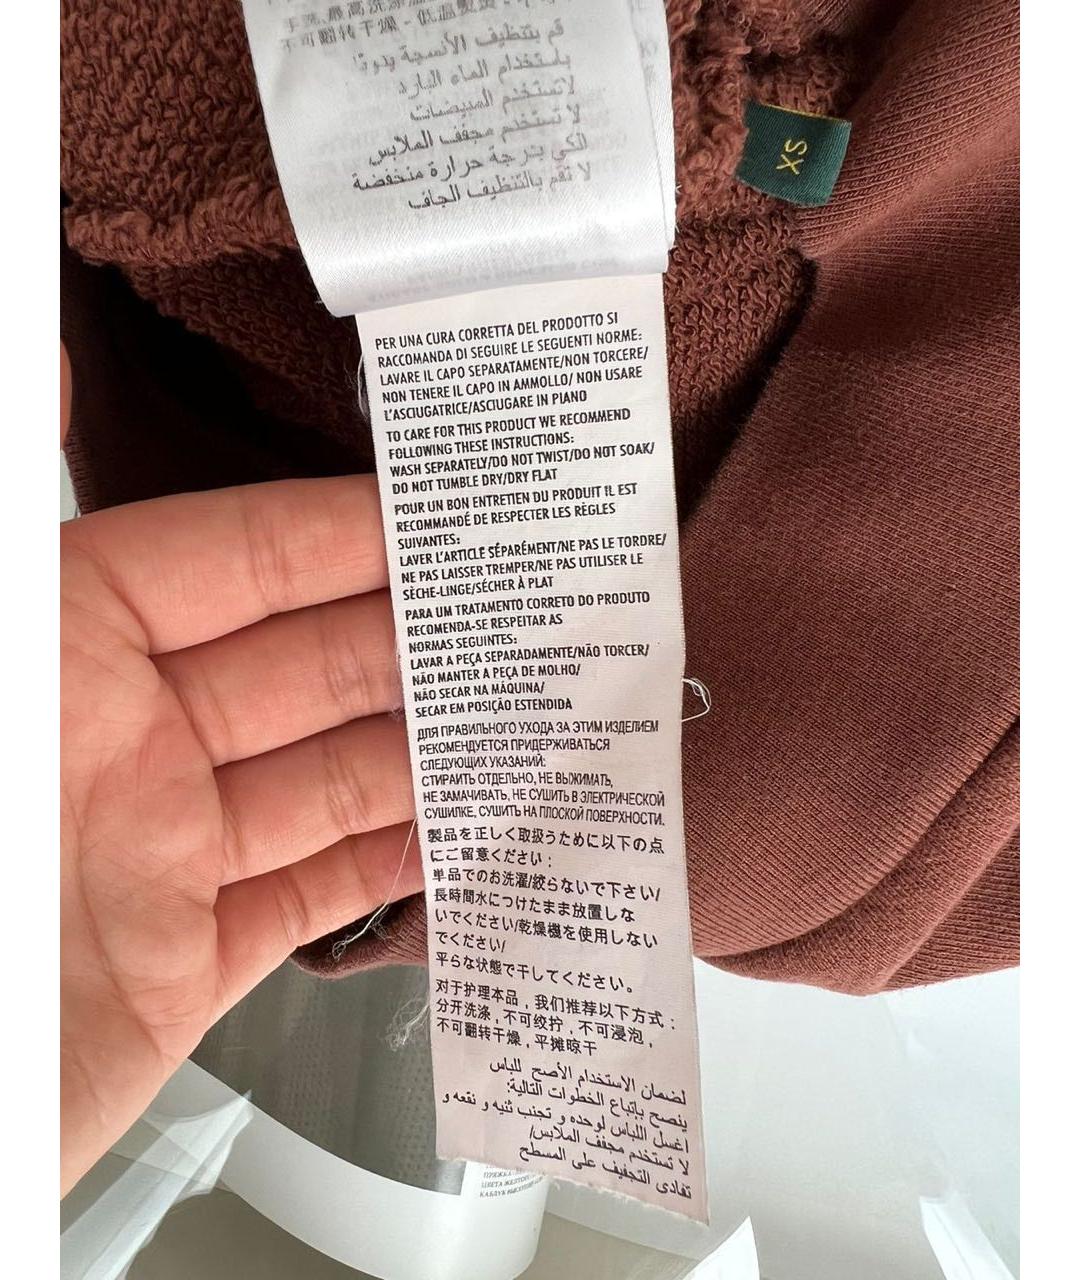 不可翻转干燥 - 低温熨烫
قم بتنظيف الأنسجة يدويًا
باستخدام الماء البارد
لا تستخدم المبيضات
لا تستخدم مجفف الملابس
الكي بدرجة حرارة منخفضة
لا تقم بالتنظيف الجاف
XS
PER UNA CURA CORRETTA DEL PRODOTTO SI
RACCOMANDA DI SEGUIRE LE SEGUENTI NORME:
LAVARE IL CAPO SEPARATAMENTE/NON TORCERE/
NON TENERE IL CAPO IN AMMOLLO/ NON USARE
L'ASCIUGATRICE/ASCIUGARE IN PIANO
TO CARE FOR THIS PRODUCT WE RECOMMEND
FOLLOWING THESE INSTRUCTIONS:
WASH SEPARATELY/DO NOT TWIST/DO NOT SOAK/
DO NOT TUMBLE DRY/DRY FLAT
POUR UN BON ENTRETIEN DU PRODUIT IL EST
RECOMMANDÉ DE RESPECTER LES RÈGLES
SUIVANTES:
LAVER L'ARTICLE SÉPARÉMENT/NE PAS LE TORDRE/
NE PAS LAISSER TREMPER/NE PAS UTILISER LE
SÈCHE-LINGE/SÉCHER À PLAT
PARA UM TRATAMENTO CORRETO DO PRODUTO
RECOMENDA-SE RESPEITAR AS
NORMAS SEGUINTES:
LAVAR A PEÇA SEPARADAMENTE/NÃO TORCER/
NÃO MANTER A PEÇA DE MOLHO/
NÃO SECAR NA MÁQUINA/
SECAR EM POSIÇÃO ESTENDIDA
ДЛЯ ПРАВИЛЬНОГО УХОДА ЗА ЭТИМ ИЗДЕЛИЕМ
РЕКОМЕНДУЕТСЯ ПРИДЕРЖИВАТЬСЯ
СЛЕДУЮЩИХ УКАЗАНИЙ:
СТИРАИТЬ ОТДЕЛЬНО, НЕ ВЫЖИМАТЬ,
НЕ ЗАМАЧИВАТЬ, НЕ СУШИТЬ В ЭЛЕКТРИЧЕСКОЙ
СУШИЛКЕ, СУШИТЬ НА ПЛОСКОЙ ПОВЕРХНОСТИ.
製品を正しく取扱うために以下の点
にご留意ください:
単品でのお洗濯/絞らないで下さい/
長時間水につけたまま放置しな
いでください/乾燥機を使用しない
でください/
平らな状態で干してください。
对于护理本品，我们推荐以下方式：
分开洗涤，不可绞拧，不可浸泡，
不可翻转干燥，平摊晾干
لضمان الاستخدام الأصح للباس
ينصح بإتباع الخطوات التالية:
اغسل اللباس لوحده و تجنب ثنيه و نقعه و
لا تستخدم مجفف الملابس/
تفادى التجفيف على المسطح